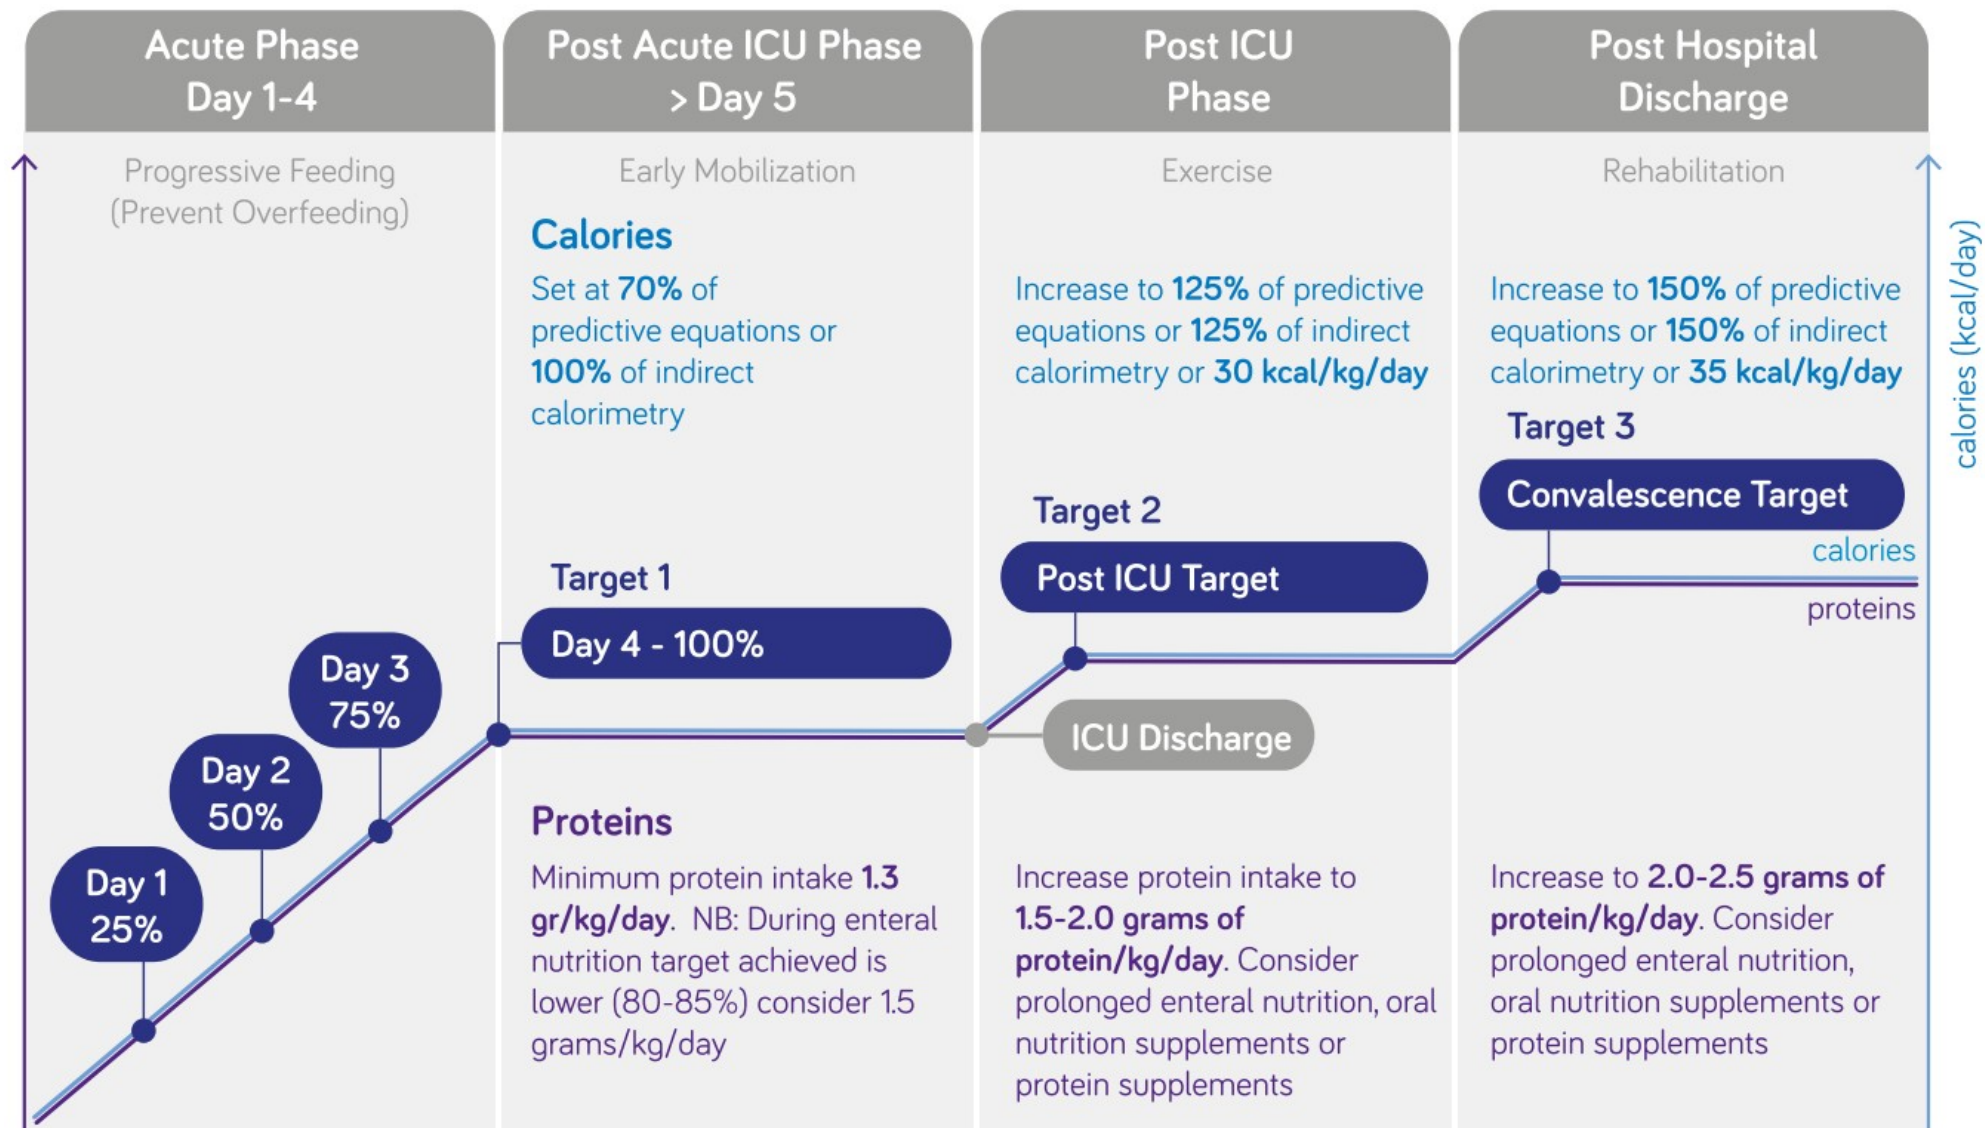 Acute Phase
Day 1-4
Post Acute ICU Phase
> Day 5
Post ICU
Phase
Post Hospital
Discharge
Progressive Feeding
(Prevent Overfeeding)
Early Mobilization
Exercise
Rehabilitation
Calories
Set at 70% of
predictive equations or
100% of indirect
calorimetry
Increase to 125% of predictive
equations or 125% of indirect
calorimetry or 30 kcal/kg/day
Increase to 150% of predictive
equations or 150% of indirect
calorimetry or 35 kcal/kg/day
calories (kcal/day)
Target 3
Convalescence Target
Target 2
Post ICU Target
calories
proteins
Target 1
Day 4 - 100%
Day 3
75%
ICU Discharge
Day 2
50%
Day 1
25%
Proteins
Minimum protein intake 1.3
gr/kg/day. NB: During enteral
nutrition target achieved is
lower (80-85%) consider 1.5
grams/kg/day
Increase protein intake to
1.5-2.0 grams of
protein/kg/day. Consider
prolonged enteral nutrition, oral
nutrition supplements or
protein supplements
Increase to 2.0-2.5 grams of
protein/kg/day. Consider
prolonged enteral nutrition,
oral nutrition supplements or
protein supplements